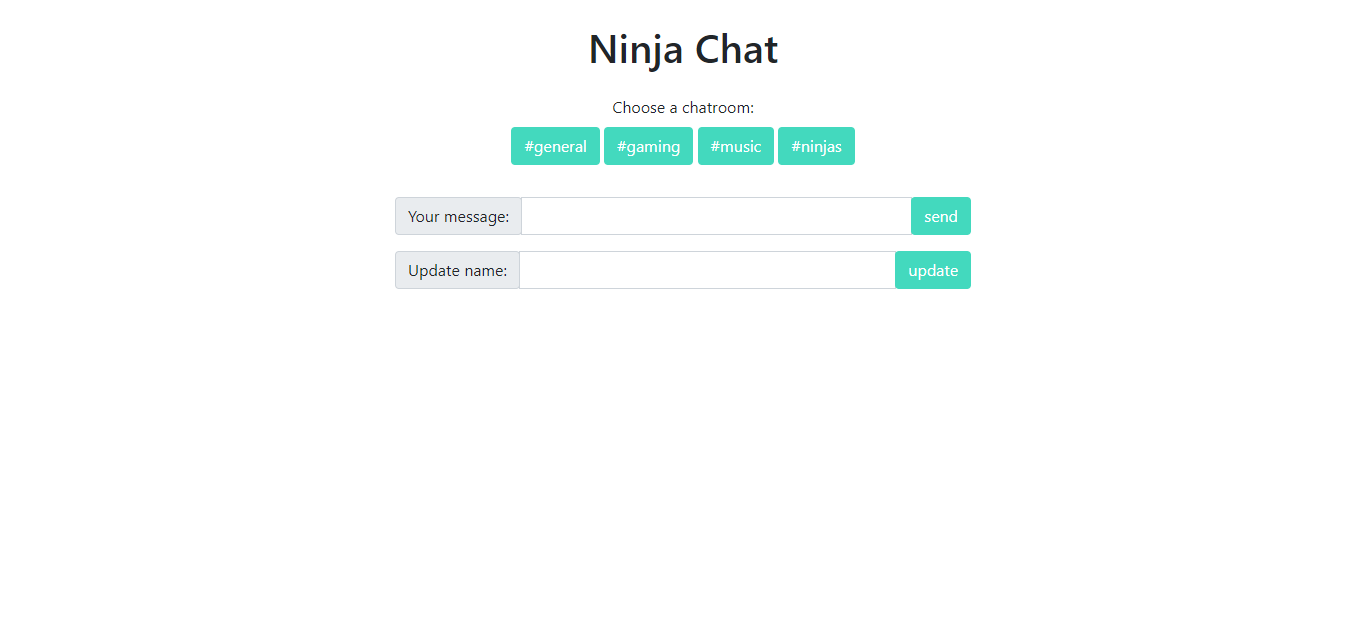 Ninja Chat
Choose a chatroom:
#general #gaming #music #ninjas
Your message: send
Update name: update